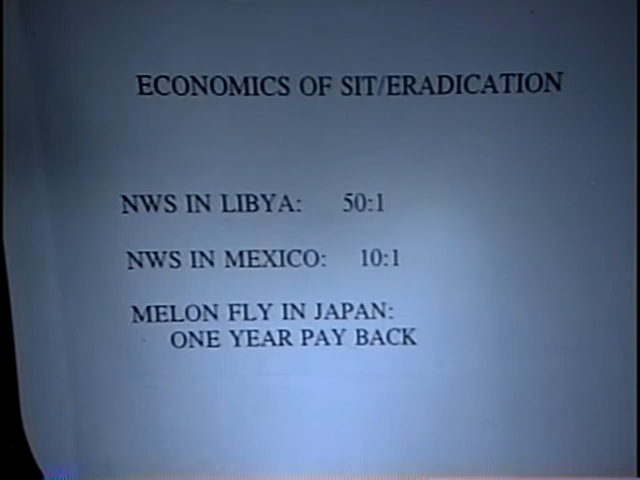 ECONOMICS OF SIT/ERADICATION
NWS IN LIBYA: 50:1
NWS IN MEXICO: 10:1
MELON FLY IN JAPAN:
ONE YEAR PAY BACK